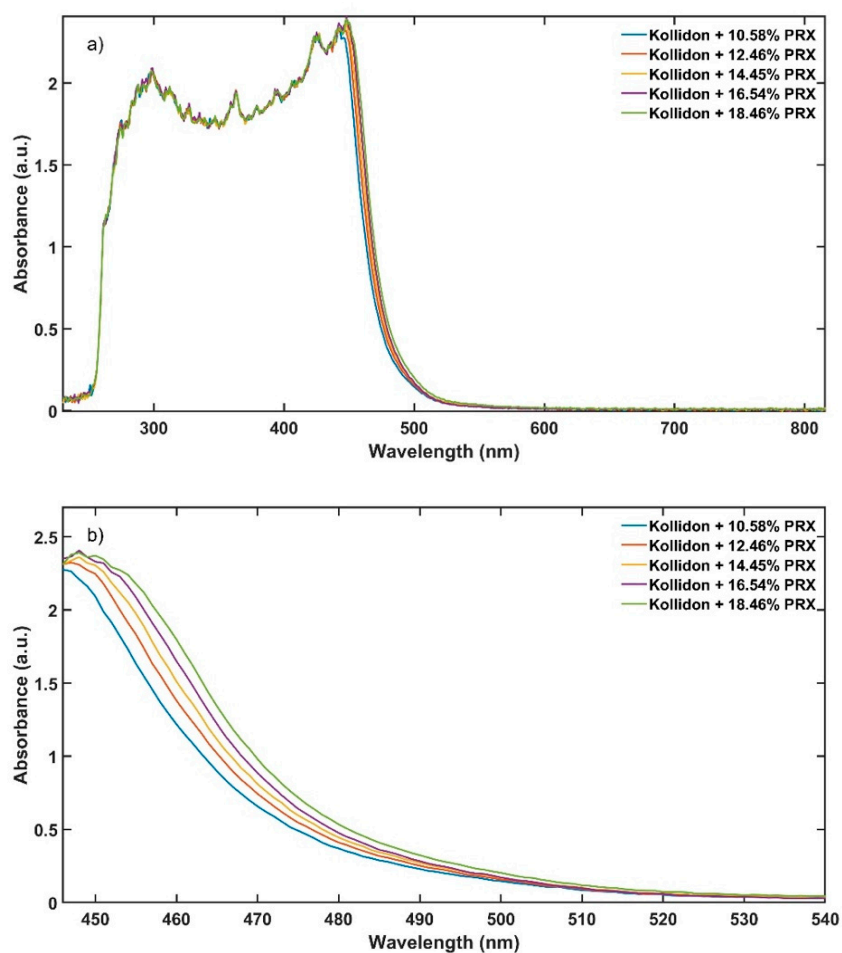 a)
Kollidon + 10.58% PRX
Kollidon + 12.46% PRX
Kollidon + 14.45% PRX
Kollidon + 16.54% PRX
Kollidon + 18.46% PRX
Absorbance (a.u.)
2
1.5
1
0.5
0
300 400 500 600 700 800
Wavelength (nm)
b)
Kollidon + 10.58% PRX
Kollidon + 12.46% PRX
Kollidon + 14.45% PRX
Kollidon + 16.54% PRX
Kollidon + 18.46% PRX
Absorbance (a.u.)
2.5
2
1.5
1
0.5
0
450 460 470 480 490 500 510 520 530 540
Wavelength (nm)